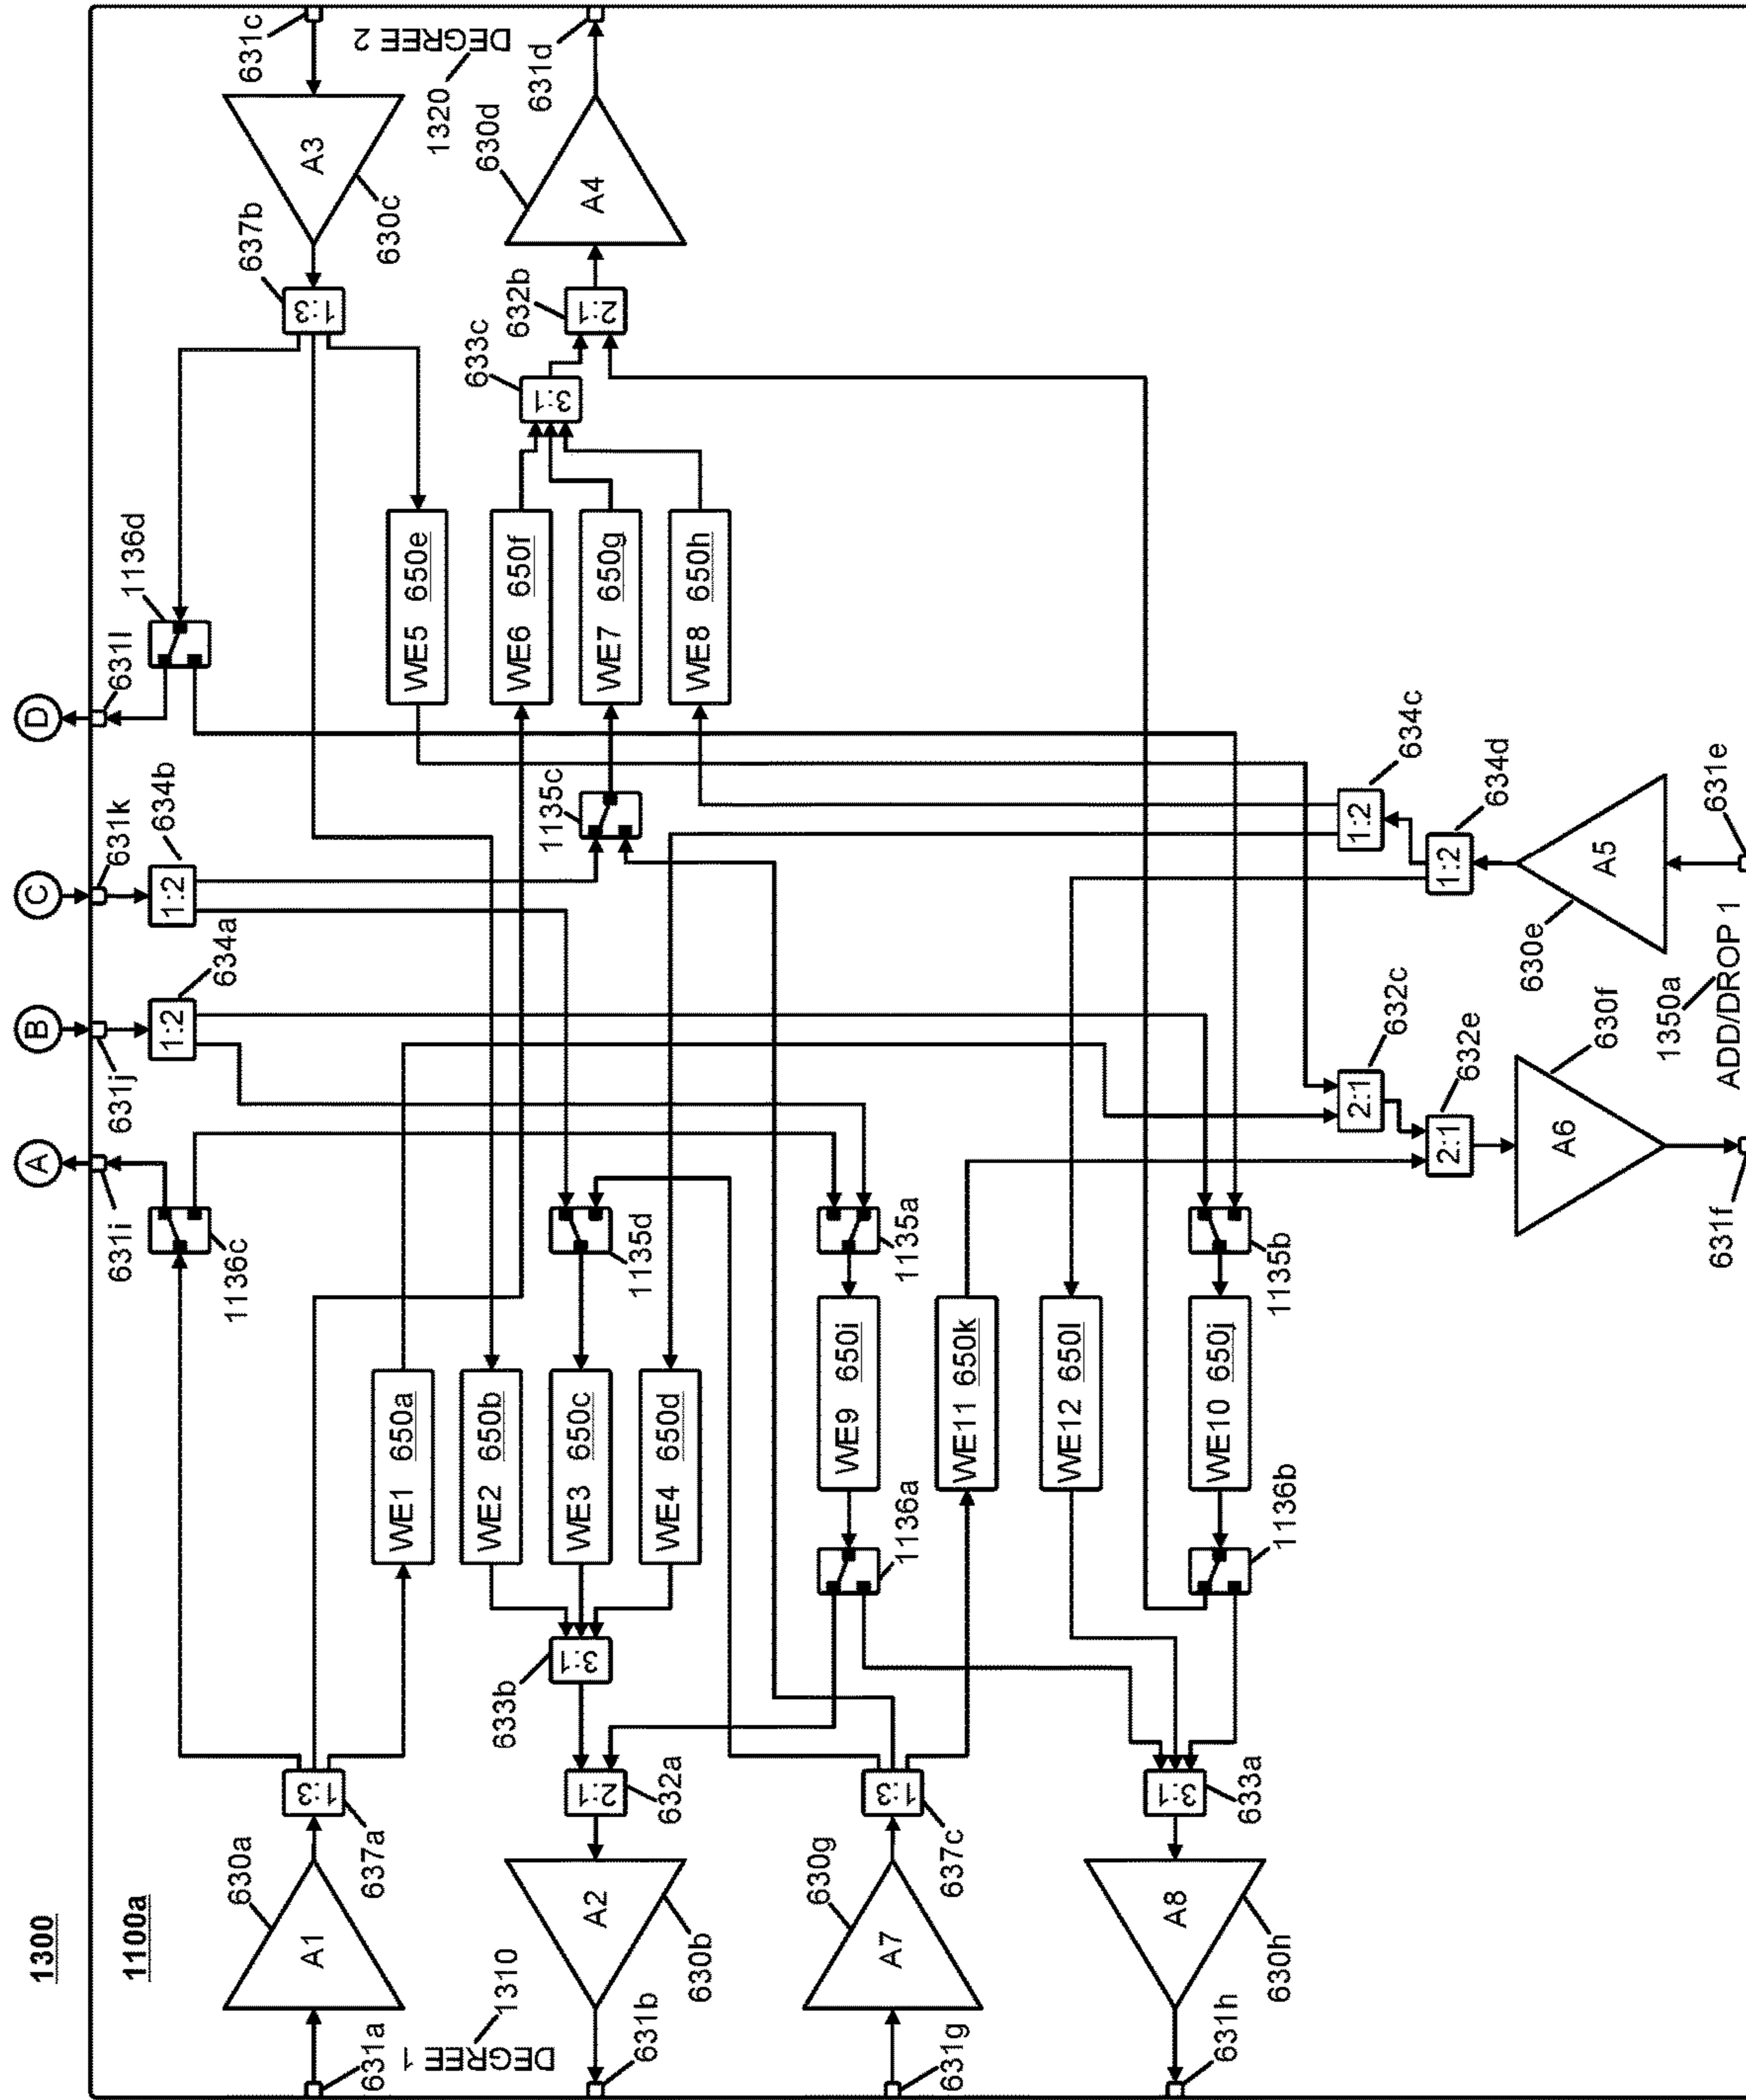 1300
1100a
A
B
C
D
631i
631j
631k
631l
1136c
634a
1:2
634b
1:2
1136d
630a
A1
637a
1:3
631a
DEGREE 1
1310
637b
1:3
A3
630c
631c
DEGREE 2
1320
WE1 650a
WE2 650b
WE3 650c
WE4 650d
1135d
633b
3:1
632a
2:1
A2
630b
631b
WE5 650e
WE6 650f
WE7 650g
WE8 650h
1135c
633c
3:1
632b
2:1
A4
630d
631d
630g
A7
637c
1:3
631g
1136a
WE9 650i
1135a
WE11 650k
WE12 650l
WE10 650j
1136b
1135b
633a
3:1
A8
630h
631h
632c
2:1
632e
2:1
A6
630f
631f
634c
1:2
634d
1:2
A5
630e
631e
1350a
ADD/DROP 1